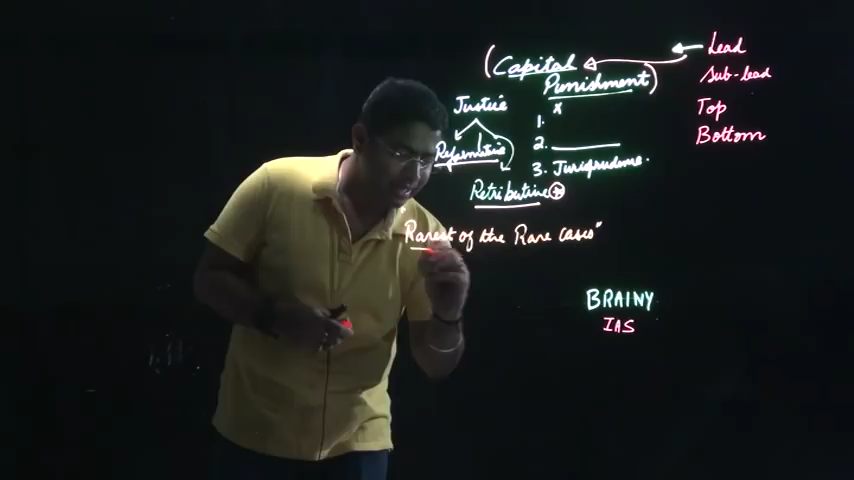 (Capital
Punishment)
Lead
Sub-lead
Top
Bottom
Justice
x
1.
2.
3. Jurisprudence.
Reformative
Retributive
Rarest of the Rare cases"
BRAINY
IAS